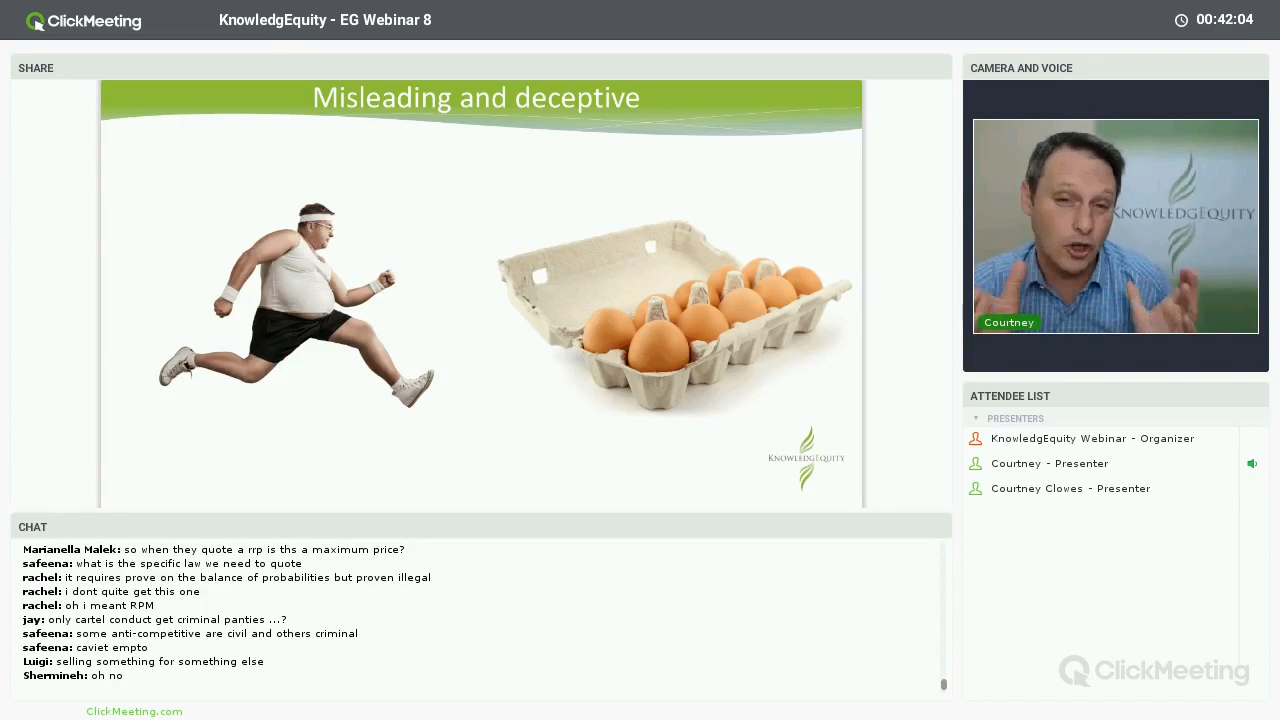 ClickMeeting
KnowledgEquity - EG Webinar 8
00:42:04
SHARE
Misleading and deceptive
KNOWLEDGEQUITY
CAMERA AND VOICE
KNOWLEDGEQUITY
Courtney
ATTENDEE LIST
PRESENTERS
KnowledgEquity Webinar - Organizer
Courtney - Presenter
Courtney Clowes - Presenter
CHAT
Marianella Malek: so when they quote a rrp is ths a maximum price?
safeena: what is the specific law we need to quote
rachel: it requires prove on the balance of probabilities but proven illegal
rachel: i dont quite get this one
rachel: oh i meant RPM
jay: only cartel conduct get criminal panties ...?
safeena: some anti-competitive are civil and others criminal
safeena: caviet empto
Luigi: selling something for something else
Shermineh: oh no
ClickMeeting
ClickMeeting.com